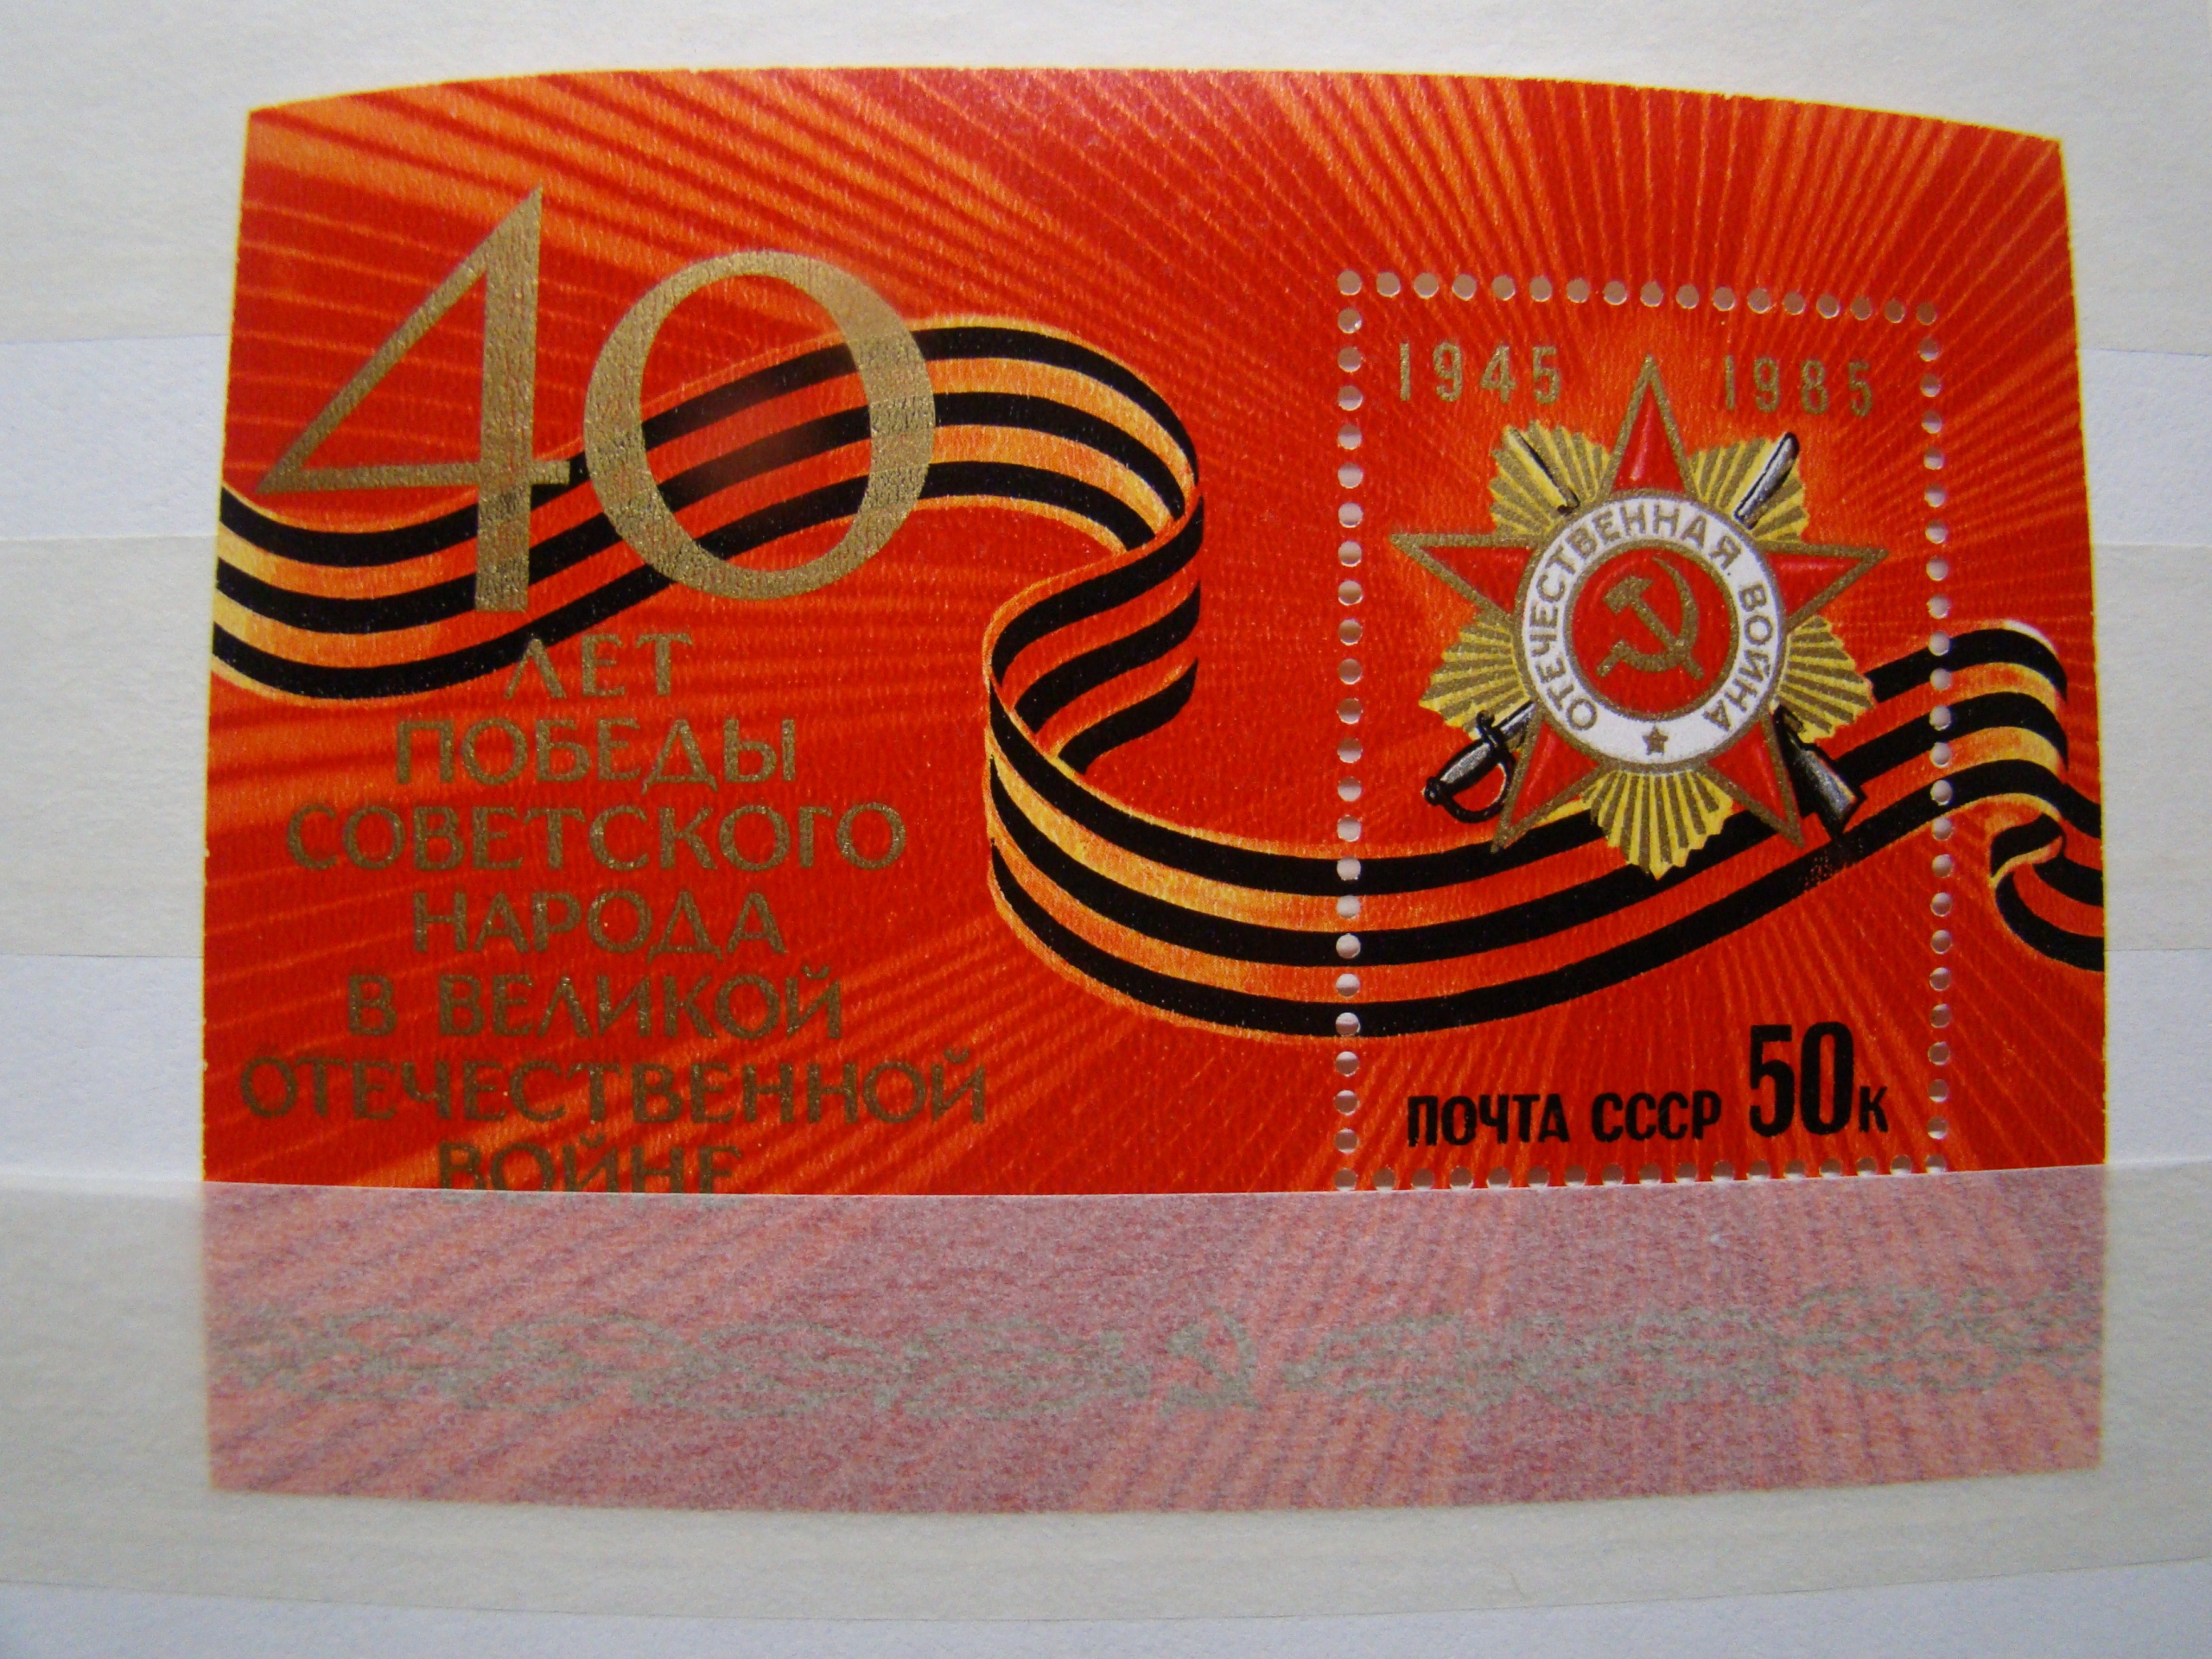 40
ЛЕТ
ПОБЕДЫ
СОВЕТСКОГО
НАРОДА
В ВЕЛИКОЙ
ОТЕЧЕСТВЕННОЙ
ВОЙНЕ
1945 1985
ОТЕЧЕСТВЕННАЯ ВОЙНА
ПОЧТА СССР 50к